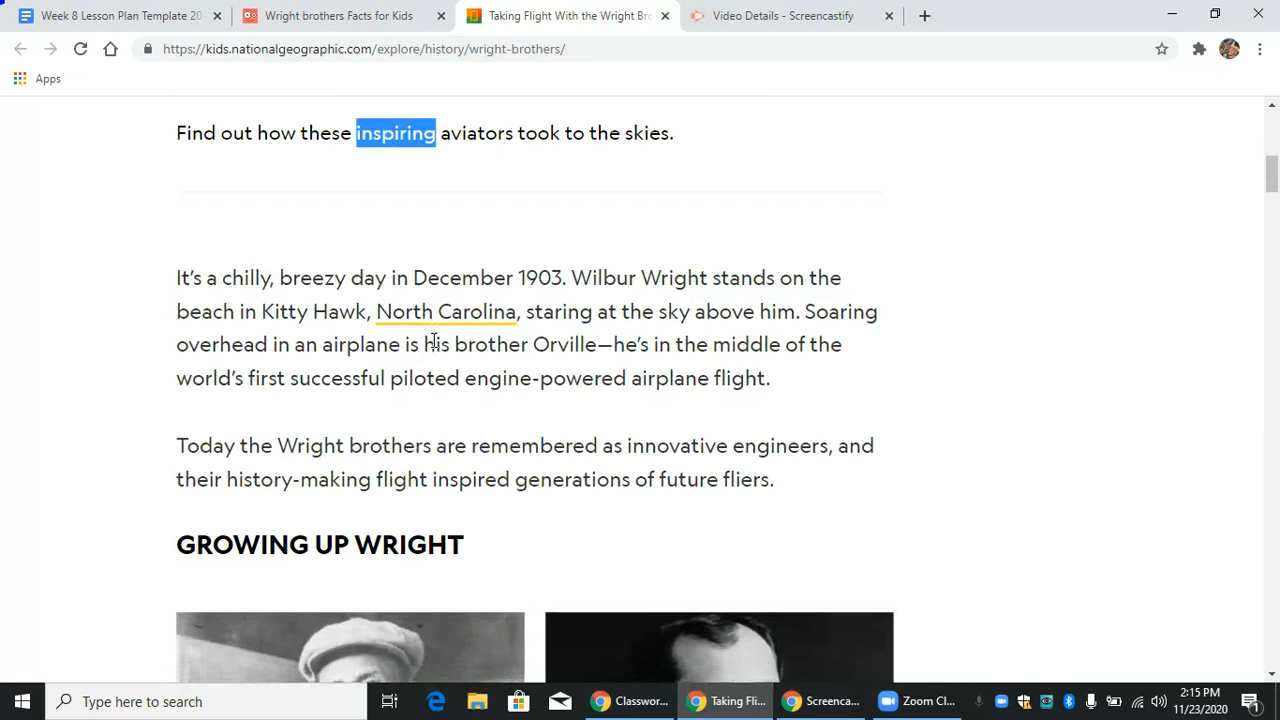 Week 8 Lesson Plan Template 20
Wright brothers Facts for Kids
Taking Flight With the Wright Bro
Video Details - Screencastify
https://kids.nationalgeographic.com/explore/history/wright-brothers/
Apps
Find out how these inspiring aviators took to the skies.
It's a chilly, breezy day in December 1903. Wilbur Wright stands on the
beach in Kitty Hawk, North Carolina, staring at the sky above him. Soaring
overhead in an airplane is his brother Orville—he's in the middle of the
world's first successful piloted engine-powered airplane flight.
Today the Wright brothers are remembered as innovative engineers, and
their history-making flight inspired generations of future fliers.
GROWING UP WRIGHT
Type here to search
Classwor...
Taking Fli...
Screenca...
Zoom Cl...
2:15 PM
11/23/2020
1